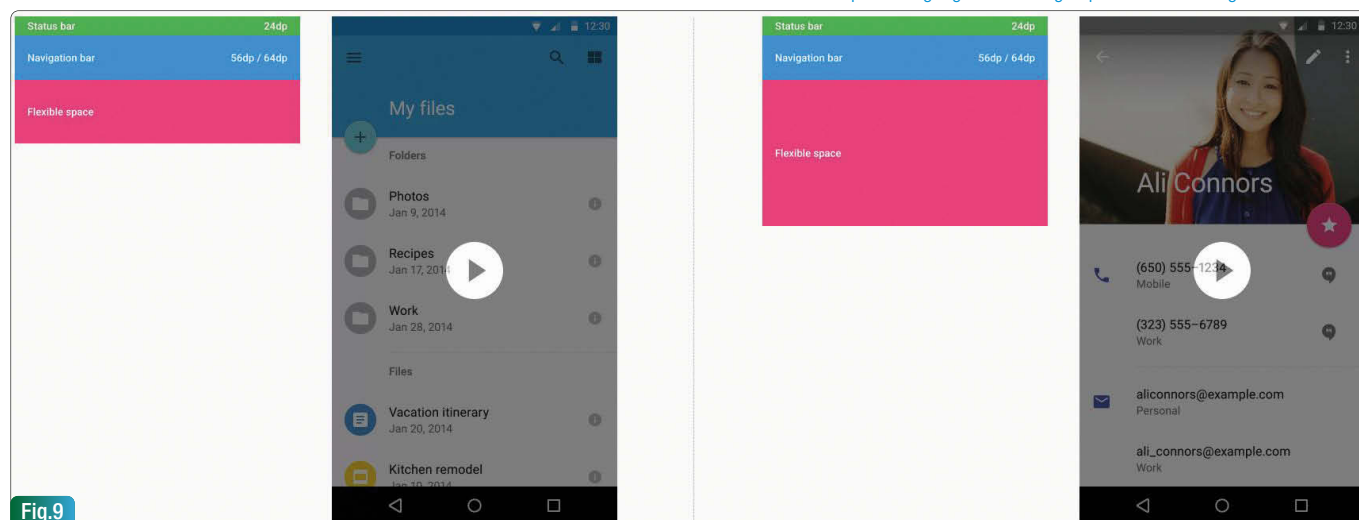 Status bar 24dp
Navigation bar 56dp / 64dp
Flexible space
12:30
My files
Folders
Photos
Jan 9, 2014
Recipes
Jan 17, 2014
Work
Jan 28, 2014
Files
Vacation itinerary
Jan 20, 2014
Kitchen remodel
Jan 10, 2014
Status bar 24dp
Navigation bar 56dp / 64dp
Flexible space
12:30
Ali Connors
(650) 555–1234
Mobile
(323) 555–6789
Work
aliconnors@example.com
Personal
ali_connors@example.com
Work
Fig.9